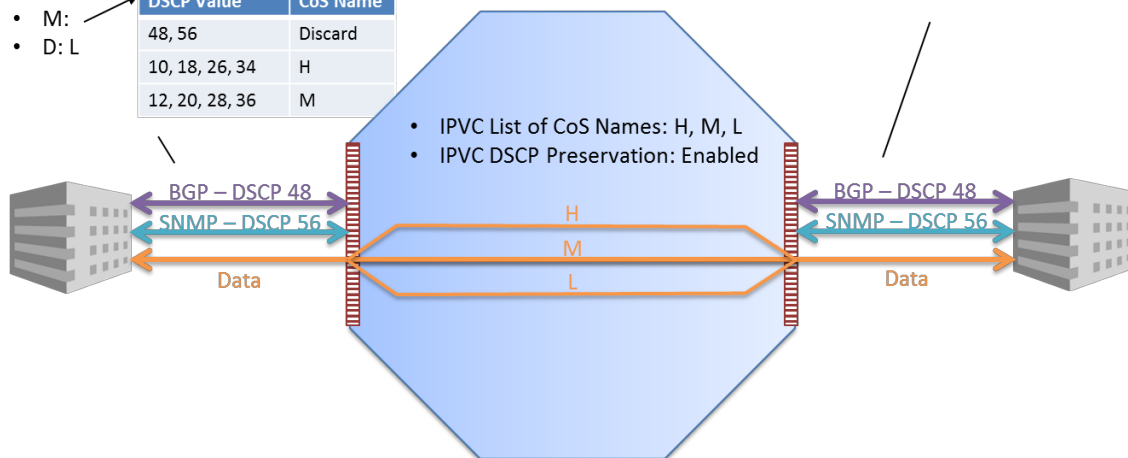 DSCP Value CoS Name
• M:
• D: L
48, 56 Discard
10, 18, 26, 34 H
12, 20, 28, 36 M
• IPVC List of CoS Names: H, M, L
• IPVC DSCP Preservation: Enabled
BGP – DSCP 48
SNMP – DSCP 56
Data
H
M
L
BGP – DSCP 48
SNMP – DSCP 56
Data